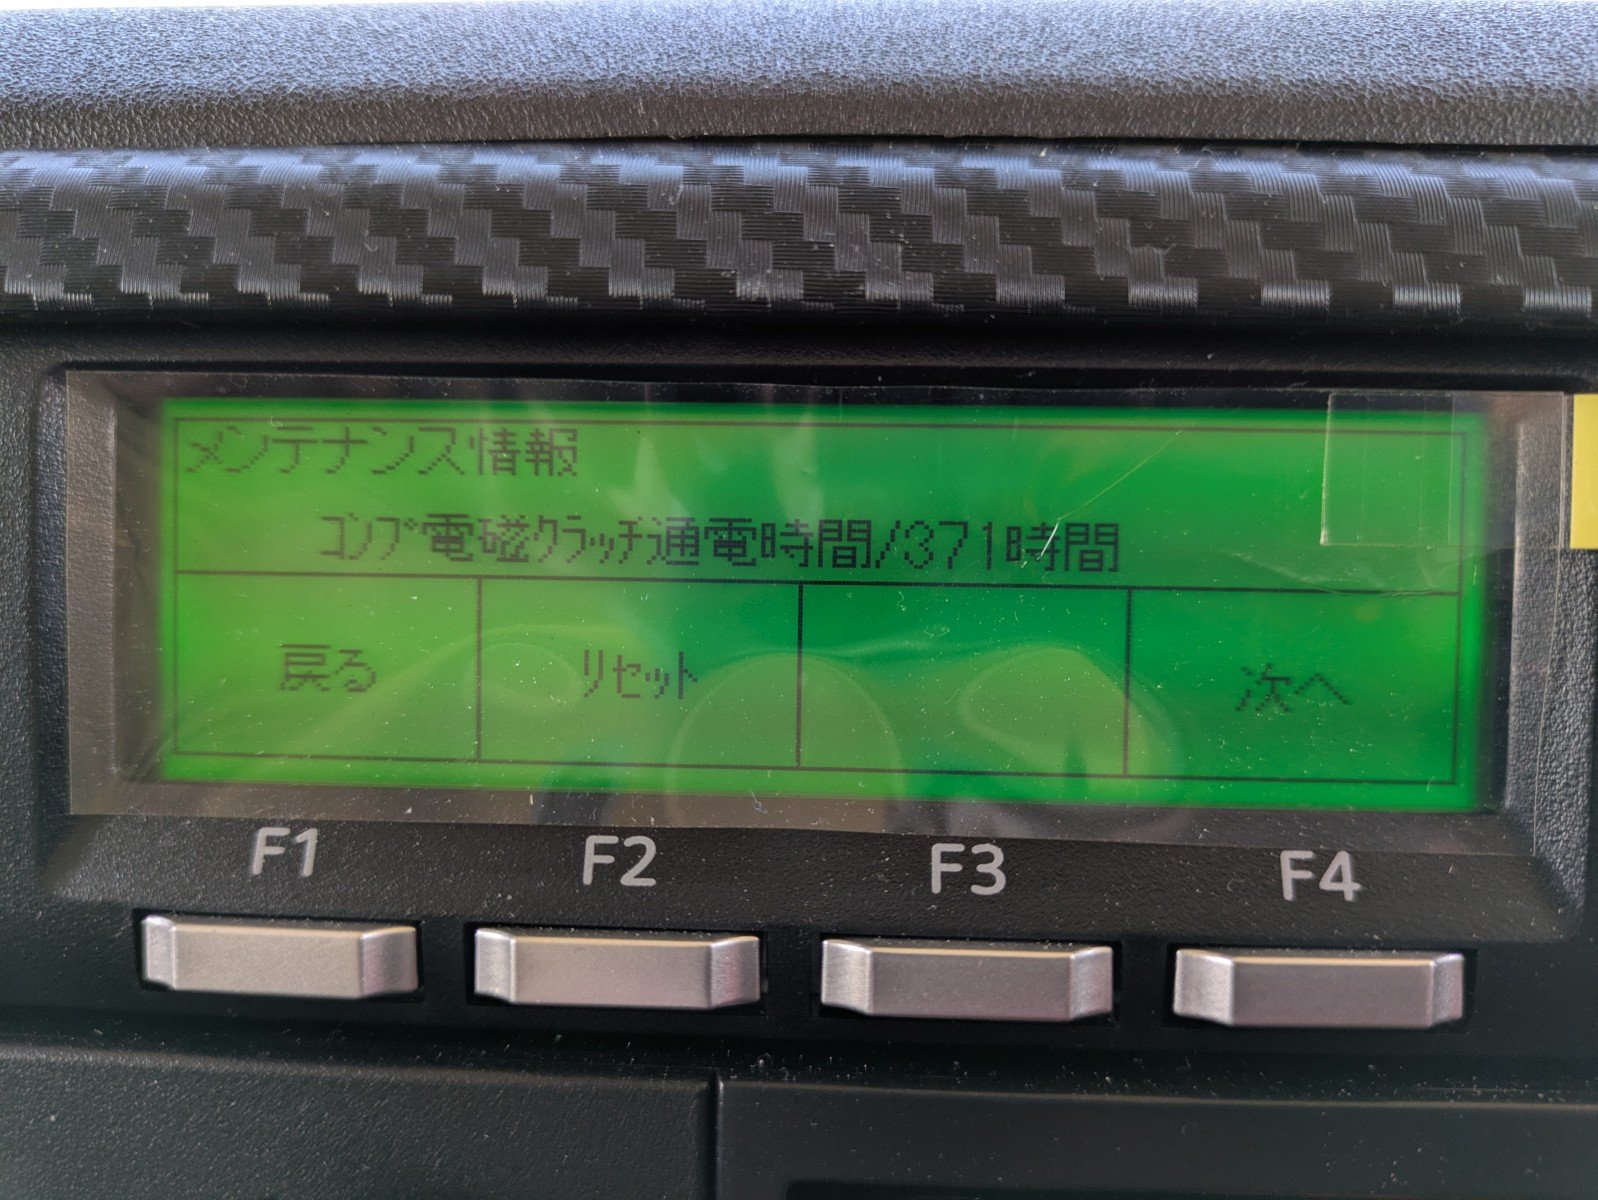 メンテナンス情報
ｺﾝﾌﾟ電磁ｸﾗｯﾁ通電時間/371時間
戻る ﾘｾｯﾄ 次へ
F1 F2 F3 F4